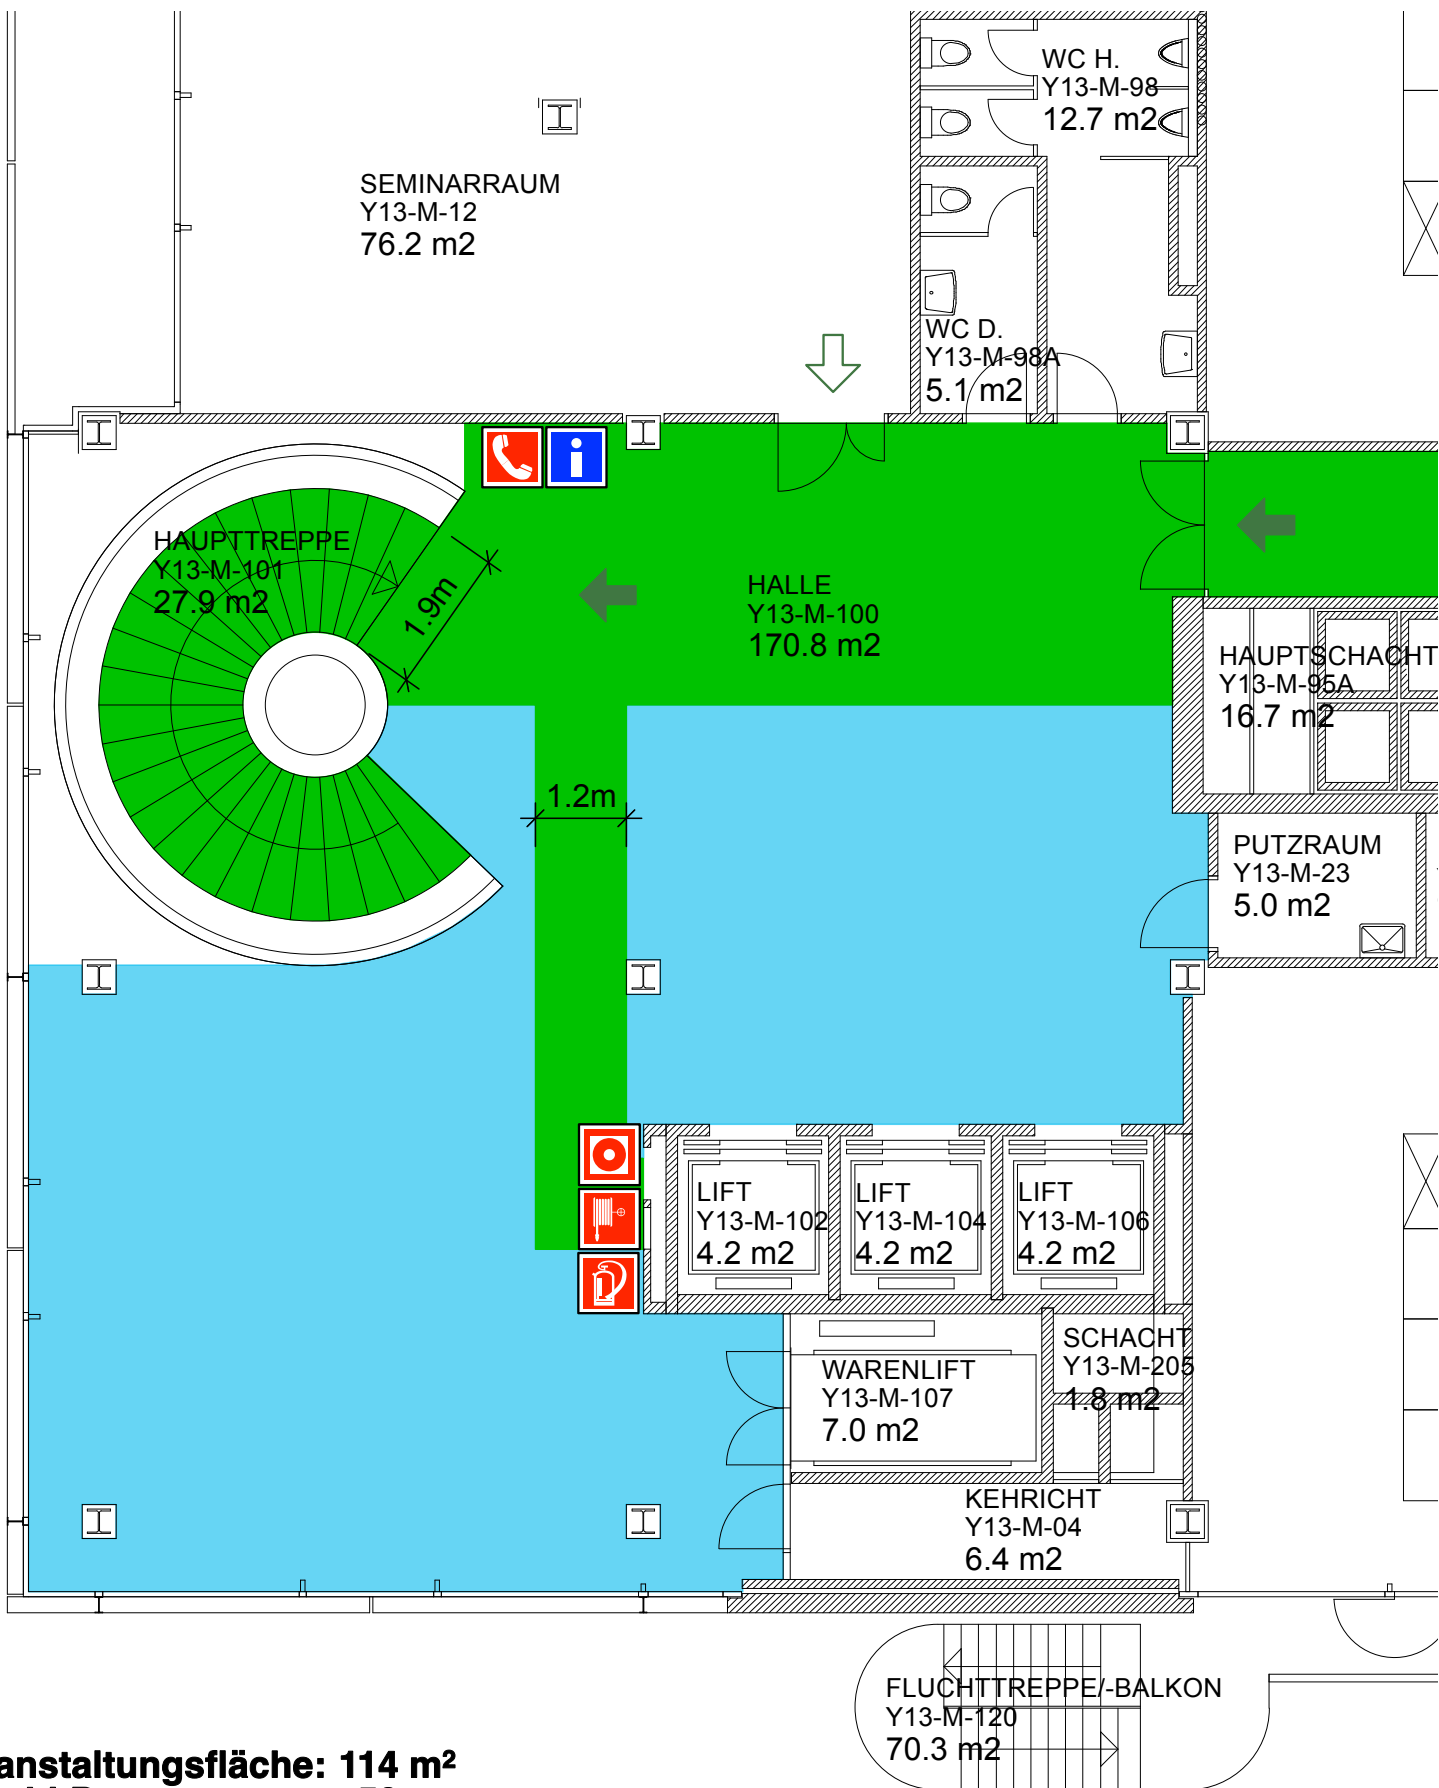 WC H.
Y13-M-98
12.7 m2
SEMINARRAUM
Y13-M-12
76.2 m2
WC D.
Y13-M-98A
5.1 m2
HAUPTTREPPE
Y13-M-101
27.9 m2
1.9m
HALLE
Y13-M-100
170.8 m2
HAUPTSCHACHT
Y13-M-95A
16.7 m2
1.2m
PUTZRAUM
Y13-M-23
5.0 m2
LIFT
Y13-M-102
4.2 m2
LIFT
Y13-M-104
4.2 m2
LIFT
Y13-M-106
4.2 m2
SCHACHT
Y13-M-205
1.8 m2
WARENLIFT
Y13-M-107
7.0 m2
KEHRICHT
Y13-M-04
6.4 m2
FLUCHTTREPPE/-BALKON
Y13-M-120
70.3 m2
anstaltungsfläche: 114 m²